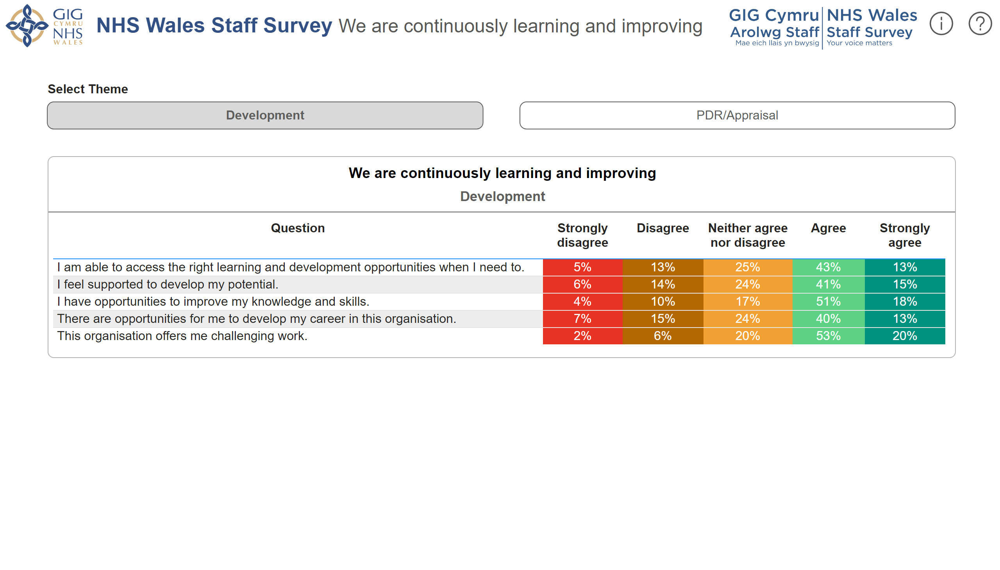 GIG
CYMRU
NHS
WALES
NHS Wales Staff Survey We are continuously learning and improving
GIG Cymru NHS Wales
Arolwg Staff Staff Survey
Mae eich llais yn bwysig Your voice matters
Select Theme
Development PDR/Appraisal
We are continuously learning and improving
Development
Question Strongly disagree Disagree Neither agree nor disagree Agree Strongly agree
I am able to access the right learning and development opportunities when I need to. 5% 13% 25% 43% 13%
I feel supported to develop my potential. 6% 14% 24% 41% 15%
I have opportunities to improve my knowledge and skills. 4% 10% 17% 51% 18%
There are opportunities for me to develop my career in this organisation. 7% 15% 24% 40% 13%
This organisation offers me challenging work. 2% 6% 20% 53% 20%